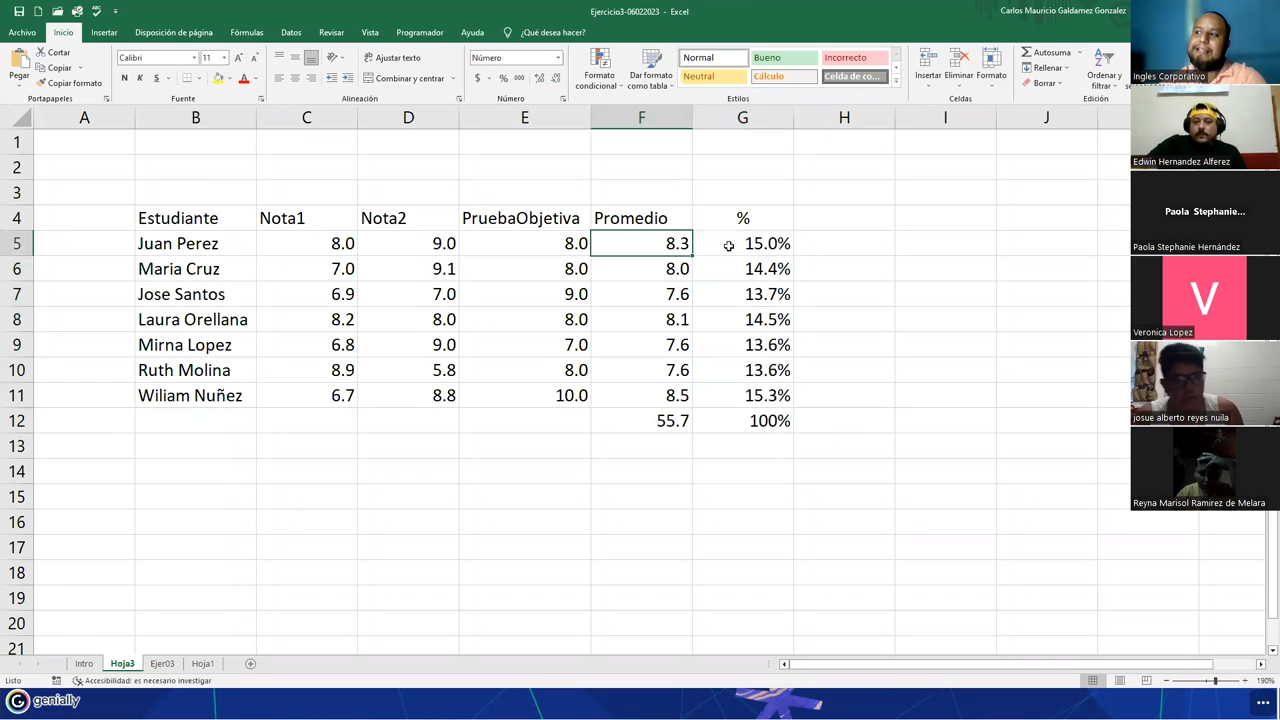 Ejercicio3-06022023 - Excel
Carlos Mauricio Galdamez Gonzalez
Archivo Inicio Insertar Disposición de página Fórmulas Datos Revisar Vista Programador Ayuda ¿Qué desea hacer?
Pegar
Cortar
Copiar
Copiar formato
Portapapeles
Calibri 11
N K S
Fuente
Ajustar texto
Combinar y centrar
Alineación
Número
$ % 000
Número
Formato condicional
Dar formato como tabla
Normal Bueno Incorrecto
Neutral Cálculo Celda de co...
Estilos
Insertar Eliminar Formato
Celdas
Autosuma
Rellenar
Borrar
Ordenar y filtrar
Edición
A B C D E F G H I J
1
2
3
4 Estudiante Nota1 Nota2 PruebaObjetiva Promedio %
5 Juan Perez 8.0 9.0 8.0 8.3 15.0%
6 Maria Cruz 7.0 9.1 8.0 8.0 14.4%
7 Jose Santos 6.9 7.0 9.0 7.6 13.7%
8 Laura Orellana 8.2 8.0 8.0 8.1 14.5%
9 Mirna Lopez 6.8 9.0 7.0 7.6 13.6%
10 Ruth Molina 8.9 5.8 8.0 7.6 13.6%
11 Wiliam Nuñez 6.7 8.8 10.0 8.5 15.3%
12 55.7 100%
13
14
15
16
17
18
19
20
21
Intro Hoja3 Ejer03 Hoja1
Listo Accesibilidad: es necesario investigar
190%
genially
Ingles Corporativo
Edwin Hernandez Alferez
Paola Stephanie...
Paola Stephanie Hernández
V
Veronica Lopez
josue alberto reyes nuila
Reyna Marisol Ramirez de Melara